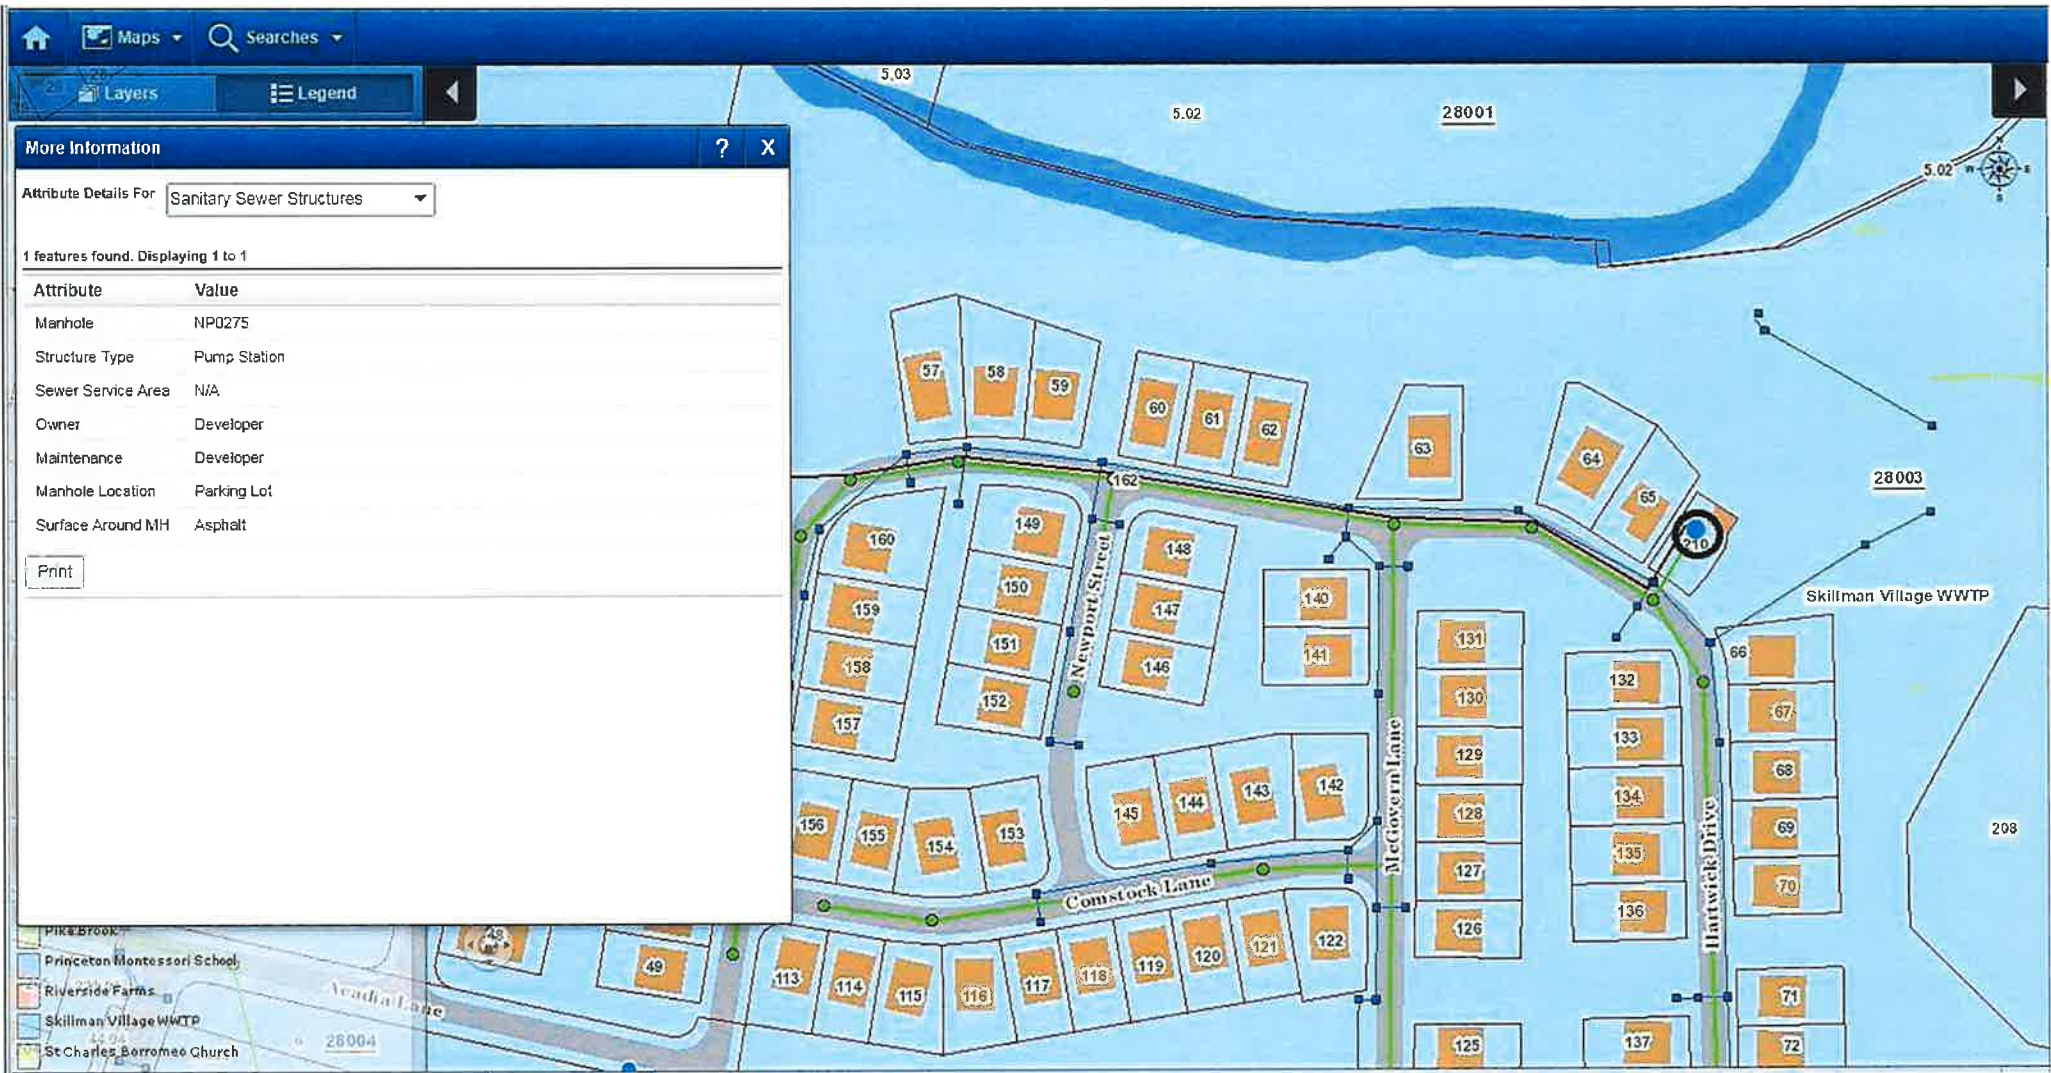 Maps
Searches
Layers
Legend
More Information
? X
Attribute Details For Sanitary Sewer Structures
1 features found. Displaying 1 to 1
Attribute Value
Manhole NP0275
Structure Type Pump Station
Sewer Service Area N/A
Owner Developer
Maintenance Developer
Manhole Location Parking Lot
Surface Around MH Asphalt
Print
Pike Brook
Princeton Montessori School
Riverside Farms
Skillman Village WWTP
St Charles Borromeo Church
5.03
5.02
28001
5.02
N
W E
S
57 58 59
60 61 62
63
64
65
210
28003
Skillman Village WWTP
162
160
159
158
157
149
150
151
152
Newport Street
148
147
146
140
141
131
130
129
128
127
126
McGovern Lane
132
133
134
135
136
Hartwick Drive
66
67
68
69
70
208
156 155 154 153
145 144 143 142
Comstock Lane
48
49
113 114 115 116 117 118 119 120 121 122
71
72
125
137
Acadia Lane
28004
44.04